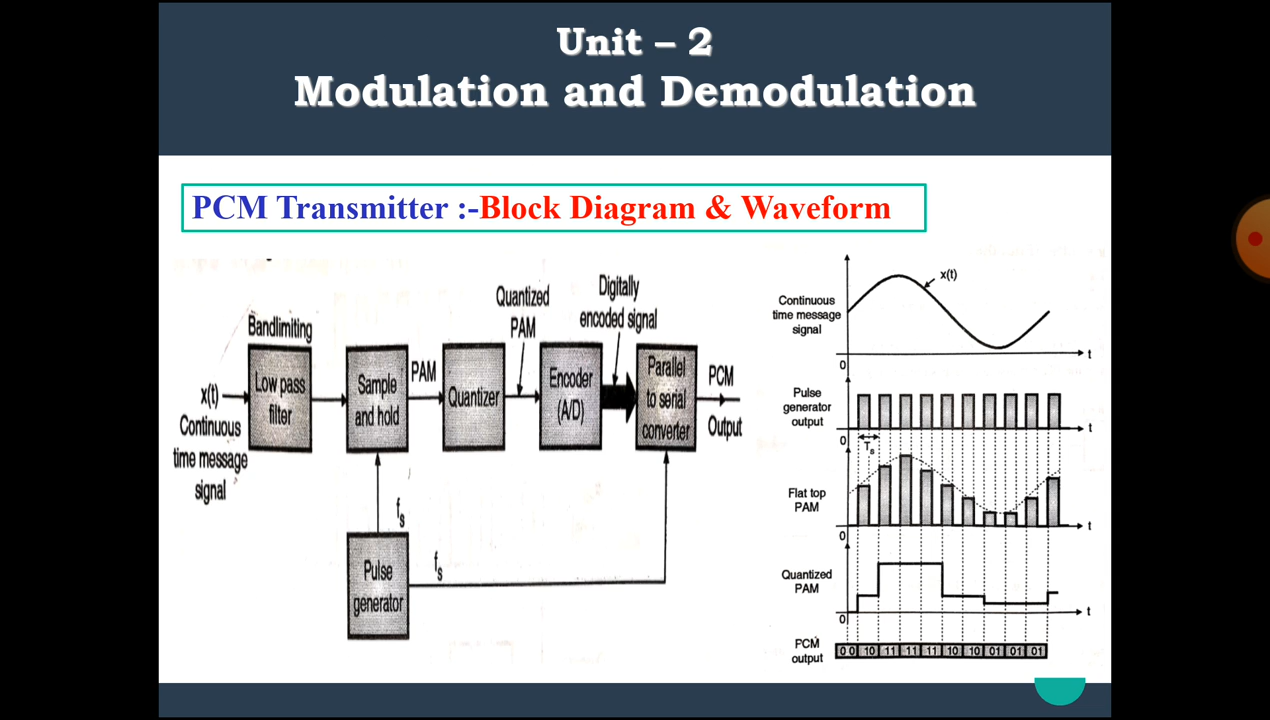 Unit – 2
Modulation and Demodulation
PCM Transmitter :-Block Diagram & Waveform
Bandlimiting
x(t)
Continuous
time message
signal
Low pass
filter
Sample
and hold
PAM
Quantizer
Quantized
PAM
Encoder
(A/D)
Digitally
encoded signal
Parallel
to serial
converter
PCM
Output
fs
Pulse
generator
fs
Continuous
time message
signal
x(t)
t
0
Pulse
generator
output
t
0
Ts
Flat top
PAM
t
0
Quantized
PAM
t
0
PCM
output
0 0 10 11 11 11 10 10 01 01 01